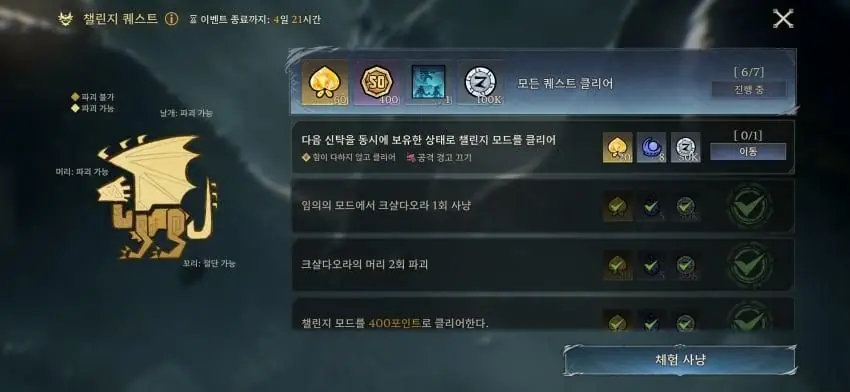 챌린지 퀘스트
이벤트 종료까지: 4일 21시간
60
SO
400
1
100K
모든 퀘스트 클리어
[ 6/7]
진행 중
파괴 불가
파괴 가능
날개: 파괴 가능
머리: 파괴 가능
꼬리: 절단 가능
다음 신탁을 동시에 보유한 상태로 챌린지 모드를 클리어
힘이 다하지 않고 클리어
공격 경고 끄기
20
8
50K
[ 0/1]
이동
임의의 모드에서 크샬다오라 1회 사냥
크샬다오라의 머리 2회 파괴
챌린지 모드를 400포인트로 클리어한다.
체험 사냥